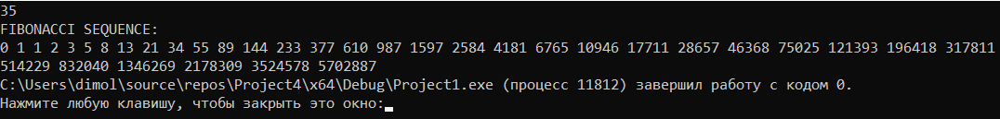 35
FIBONACCI SEQUENCE:
0 1 1 2 3 5 8 13 21 34 55 89 144 233 377 610 987 1597 2584 4181 6765 10946 17711 28657 46368 75025 121393 196418 317811
514229 832040 1346269 2178309 3524578 5702887
C:\Users\dimol\source\repos\Project4\x64\Debug\Project1.exe (процесс 11812) завершил работу с кодом 0.
Нажмите любую клавишу, чтобы закрыть это окно: